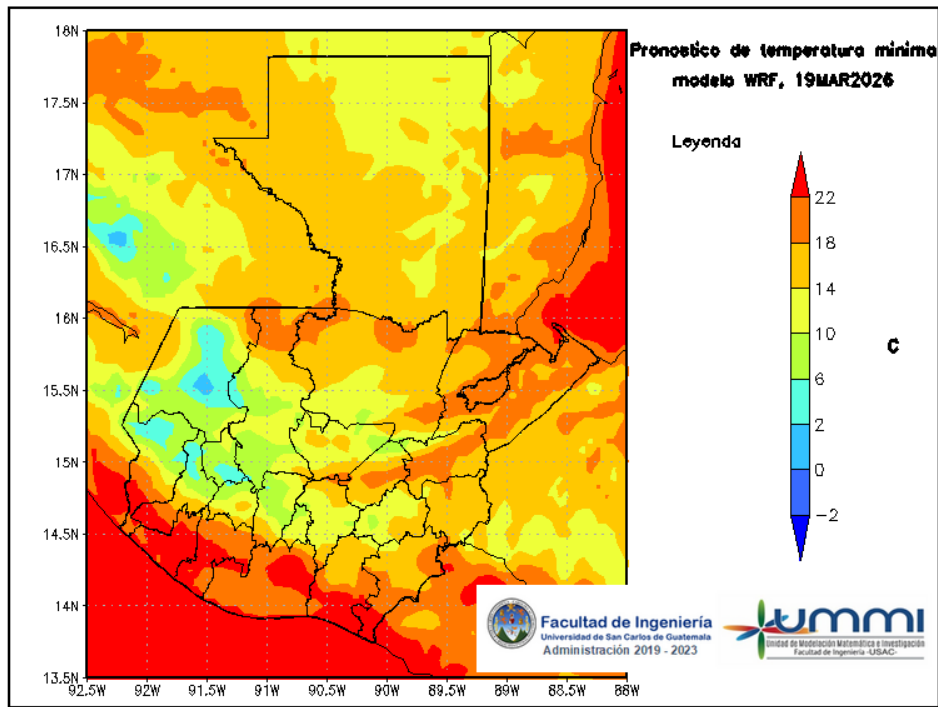 Pronostico de temperatura minima
modelo WRF, 19MAR2026
Leyenda
22
18
14
10
6
2
0
−2
C
18N
17.5N
17N
16.5N
16N
15.5N
15N
14.5N
14N
13.5N
92.5W 92W 91.5W 91W 90.5W 90W 89.5W 89W 88.5W 88W
Facultad de Ingeniería
Universidad de San Carlos de Guatemala
Administración 2019 - 2023
ummi
Unidad de Modelación Matemática e Investigación
Facultad de Ingeniería -USAC-